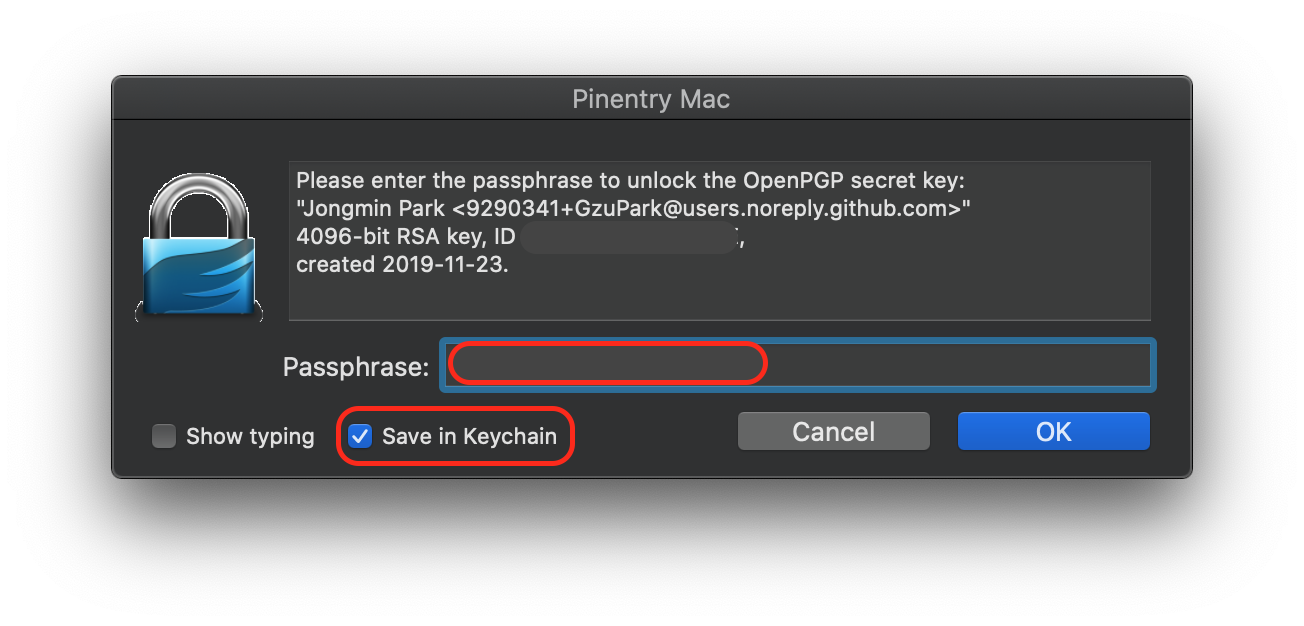 Pinentry Mac
Please enter the passphrase to unlock the OpenPGP secret key:
"Jongmin Park <9290341+GzuPark@users.noreply.github.com>"
4096-bit RSA key, ID ,
created 2019-11-23.
Passphrase:
Show typing
Save in Keychain
Cancel
OK